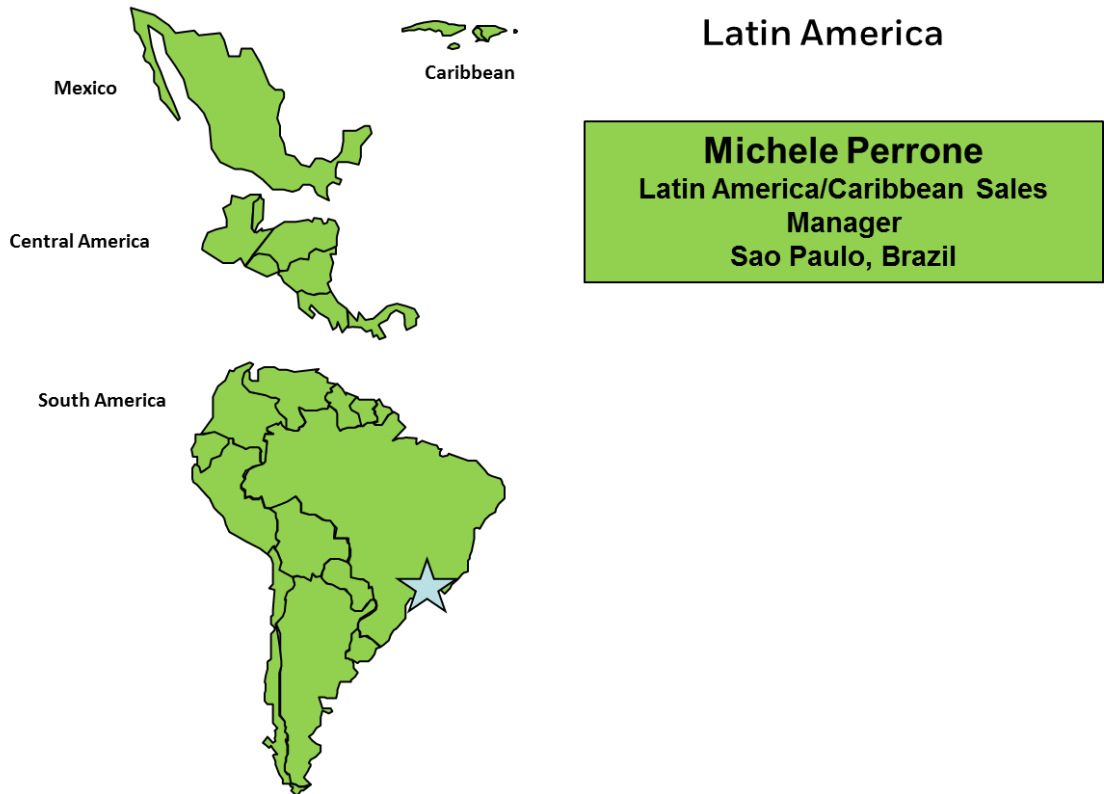 Latin America
Caribbean
Mexico
Michele Perrone
Latin America/Caribbean Sales
Manager
Sao Paulo, Brazil
Central America
South America